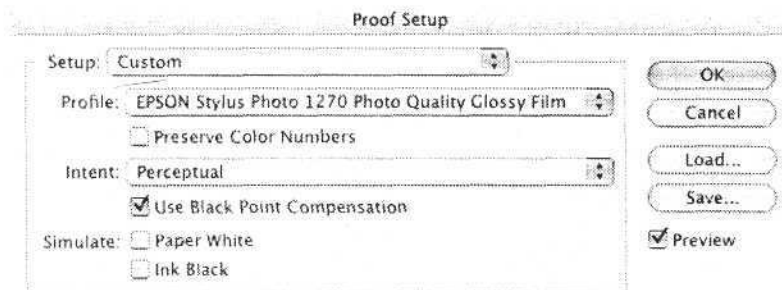 Proof Setup
Setup: Custom
OK
Profile: EPSON Stylus Photo 1270 Photo Quality Glossy Film
Cancel
Preserve Color Numbers
Load...
Intent: Perceptual
Save...
Use Black Point Compensation
Simulate: Paper White
Preview
Ink Black